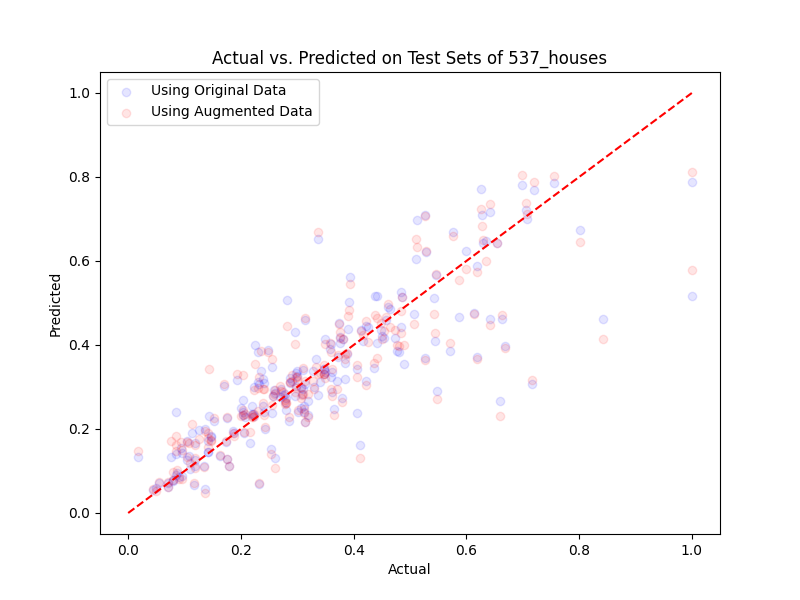 Actual vs. Predicted on Test Sets of 537_houses
Using Original Data
Using Augmented Data
Predicted
1.0
0.8
0.6
0.4
0.2
0.0
0.0 0.2 0.4 0.6 0.8 1.0
Actual